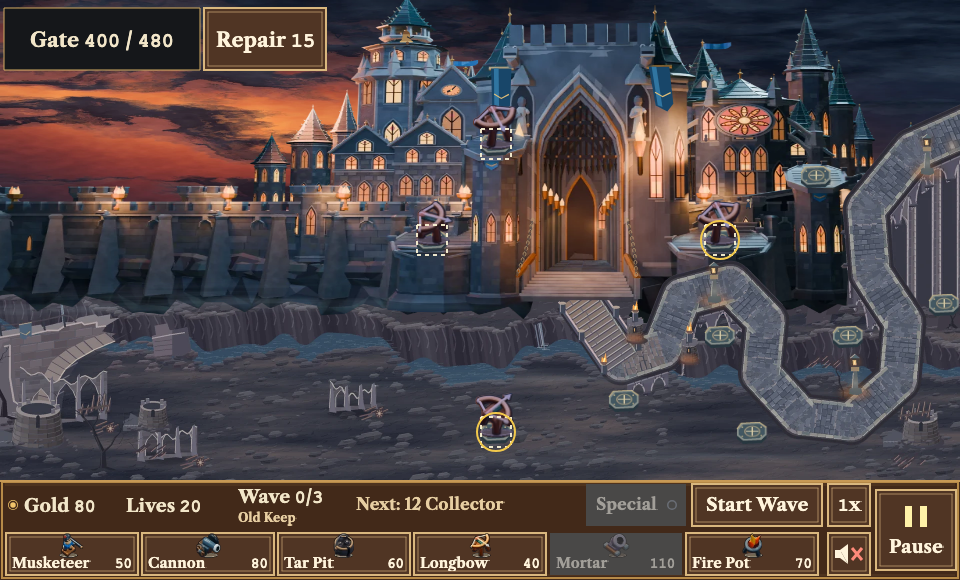 Gate 400 / 480
Repair 15
Gold 80
Lives 20
Wave 0/3
Old Keep
Next: 12 Collector
Special
Start Wave
1x
Pause
Musketeer 50
Cannon 80
Tar Pit 60
Longbow 40
Mortar 110
Fire Pot 70